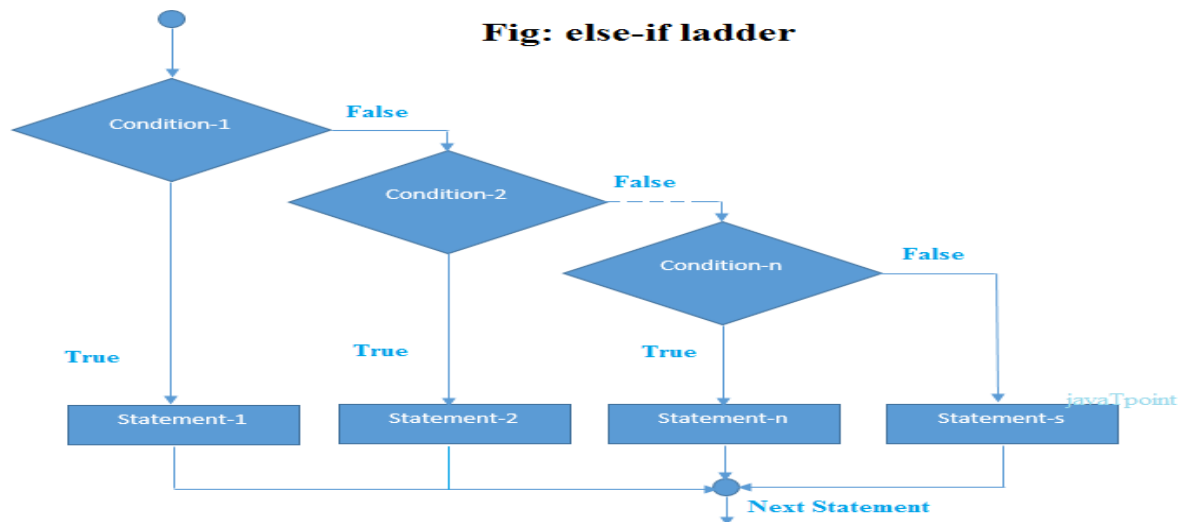 Fig: else-if ladder
Condition-1
False
Condition-2
False
Condition-n
False
True
True
True
Statement-1
Statement-2
Statement-n
Statement-s
javaTpoint
Next Statement